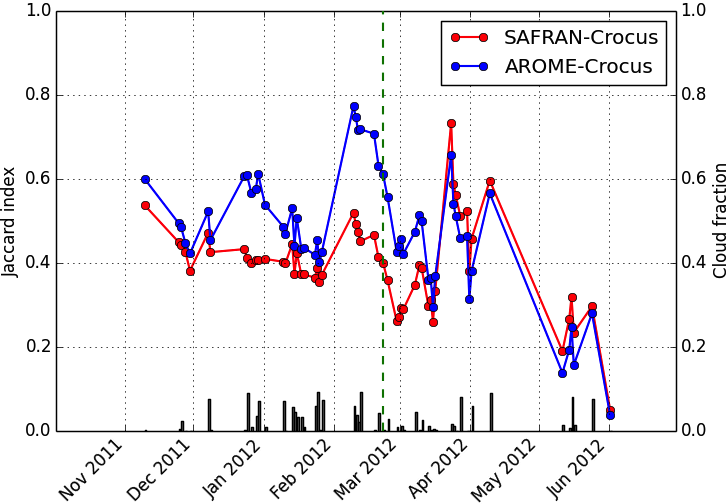 1.0
0.8
0.6
0.4
0.2
0.0
Jaccard index
SAFRAN-Crocus
AROME-Crocus
1.0
0.8
0.6
0.4
0.2
0.0
Cloud fraction
Nov 2011
Dec 2011
Jan 2012
Feb 2012
Mar 2012
Apr 2012
May 2012
Jun 2012